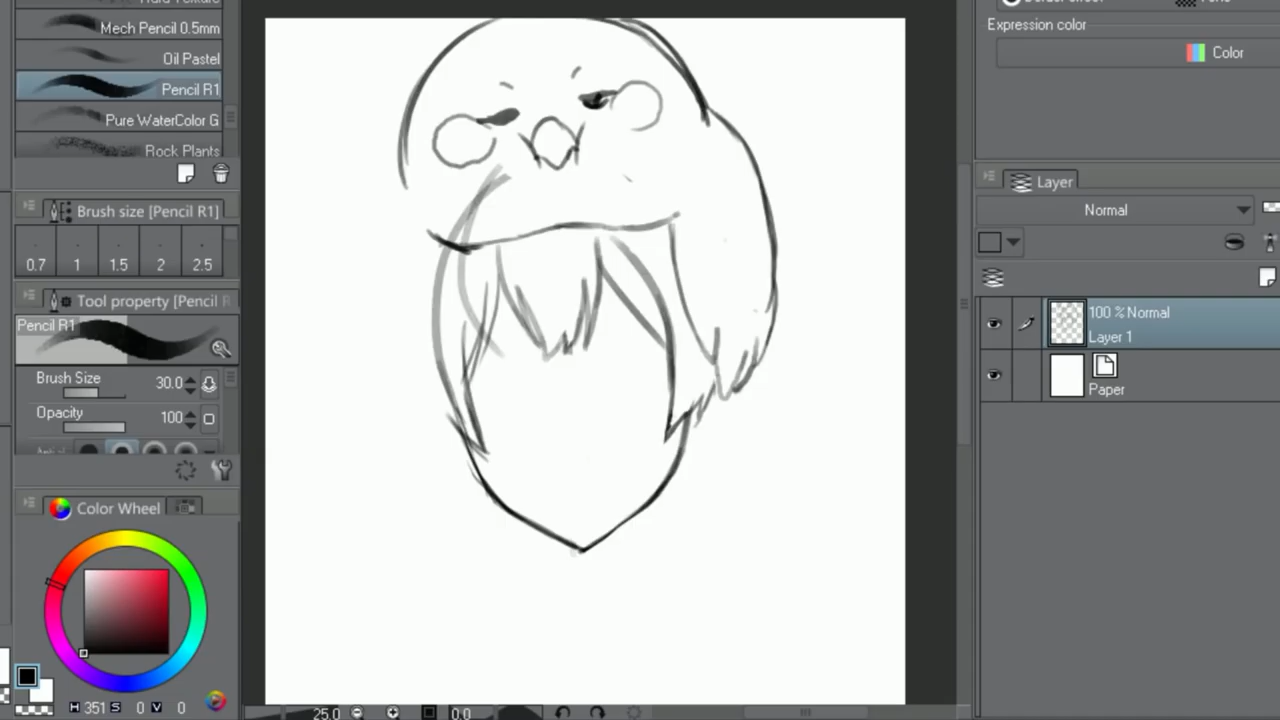 Mech Pencil 0.5mm
Oil Pastel
Pencil R1
Pure WaterColor G
Rock Plants
Brush size [Pencil R1]
0.7 1 1.5 2 2.5
Tool property [Pencil R
Pencil R1
Brush Size 30.0
Opacity 100
Color Wheel
H 351 S 0 V 0
25.0 0.0
Expression color
Color
Layer
Normal
100 % Normal
Layer 1
Paper